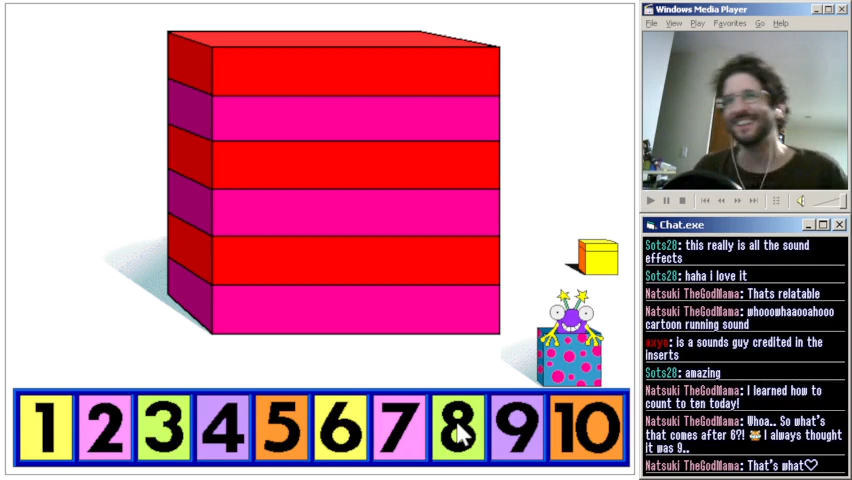 Windows Media Player
File View Play Favorites Go Help
Chat.exe
Sots28: this really is all the sound
effects
Sots28: haha i love it
Natsuki TheGodMama: Thats relatable
Natsuki TheGodMama: whooowhaaooahooo
cartoon running sound
axyo: is a sounds guy credited in the
inserts
Sots28: amazing
Natsuki TheGodMama: I learned how to
count to ten today!
Natsuki TheGodMama: Whoa.. So what's
that comes after 6?! I always thought
it was 9..
Natsuki TheGodMama: That's what♡
1 2 3 4 5 6 7 8 9 10